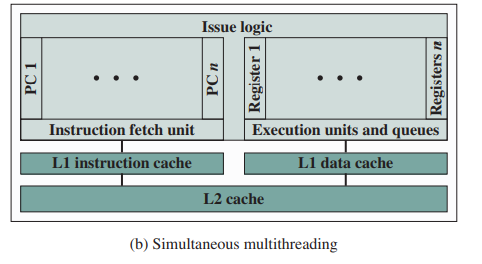 Issue logic
PC 1
• • •
PC n
Register 1
• • •
Registers n
Instruction fetch unit
Execution units and queues
L1 instruction cache
L1 data cache
L2 cache
(b) Simultaneous multithreading